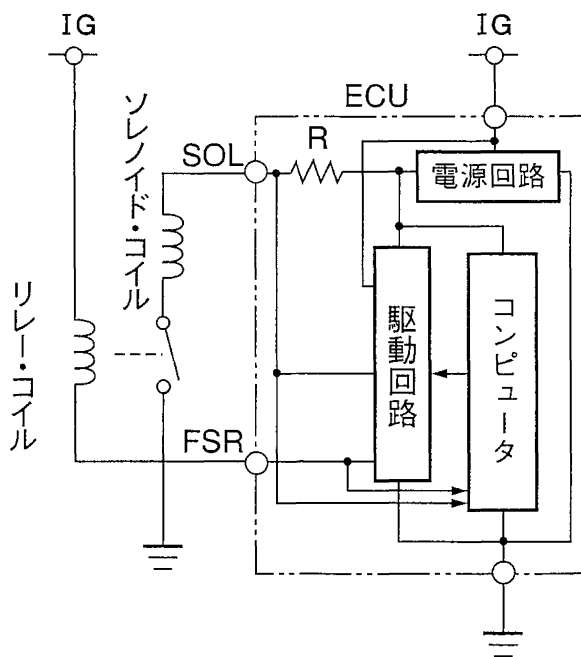 IG
IG
ECU
ソレノイド・コイル
SOL
R
電源回路
リレー・コイル
駆動回路
コンピュータ
FSR